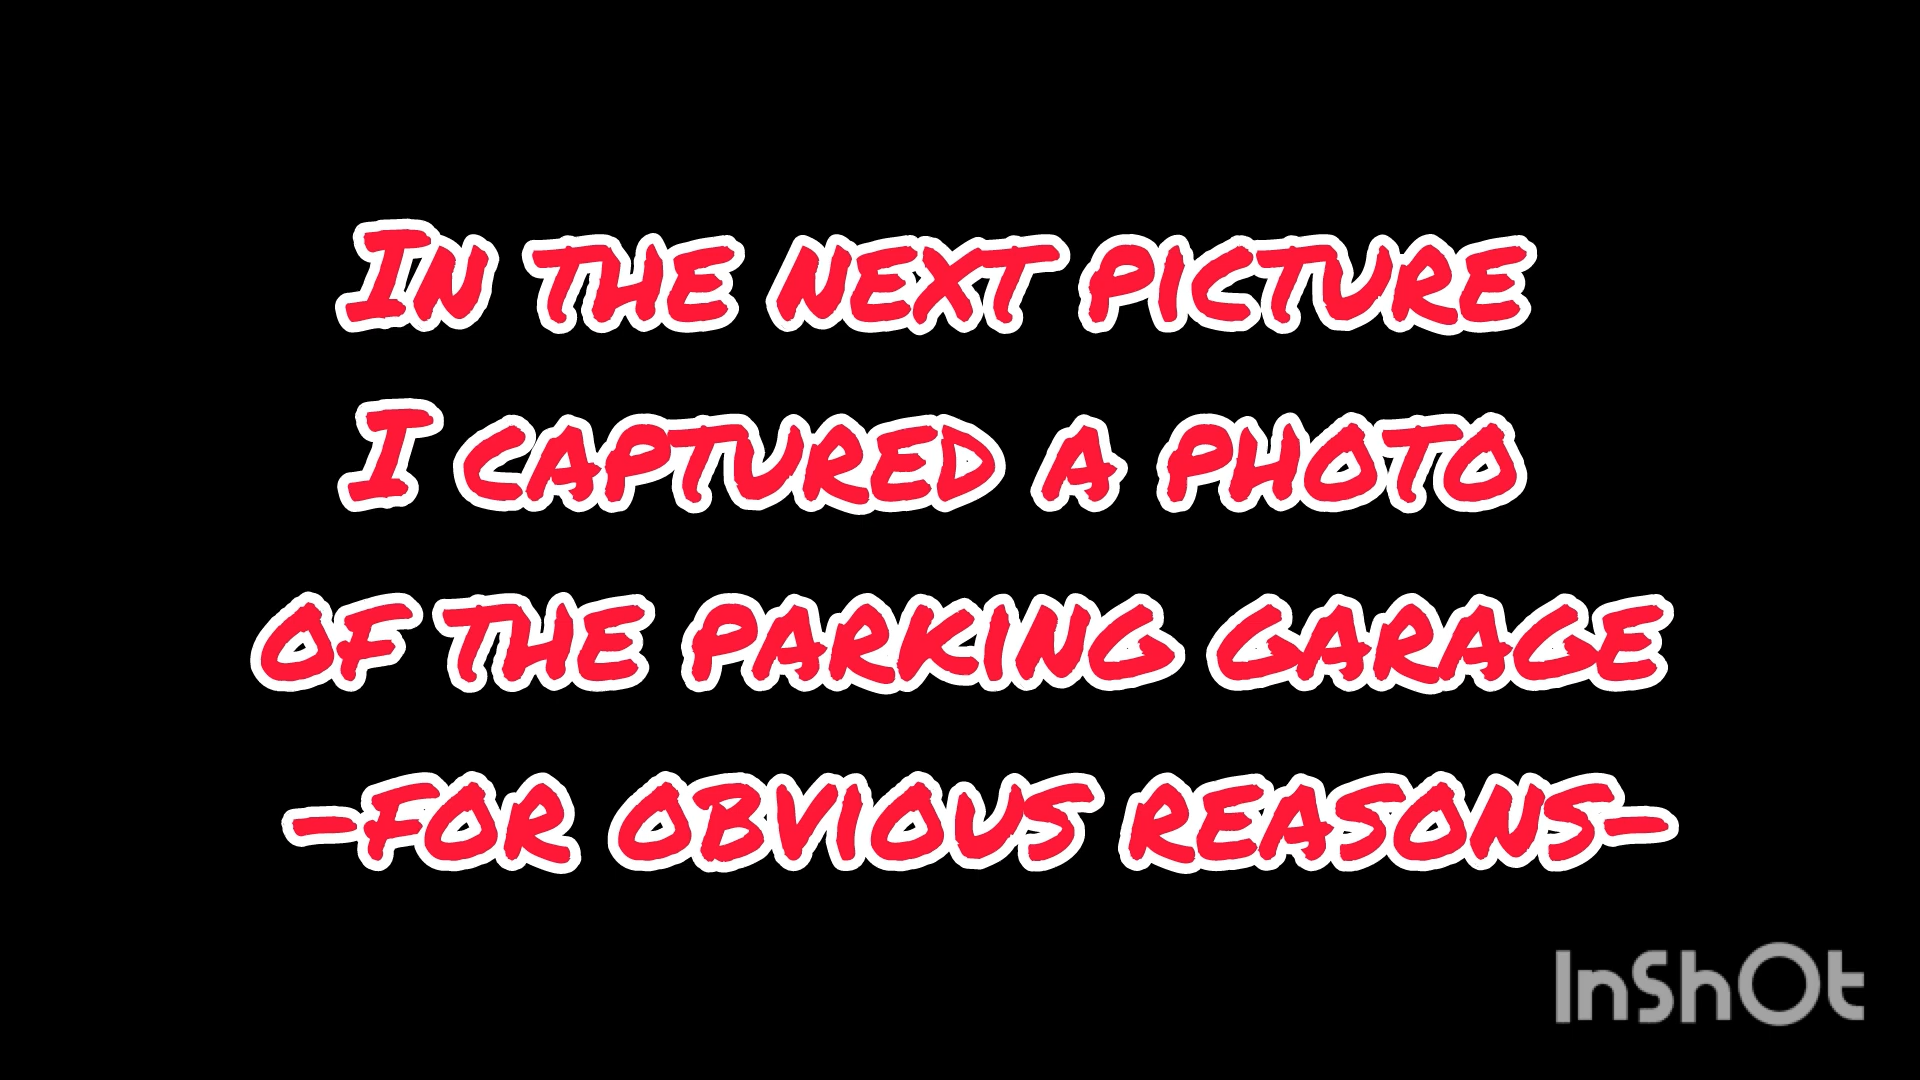 In the next picture
I captured a photo
of the parking garage
-for obvious reasons-
InShOt